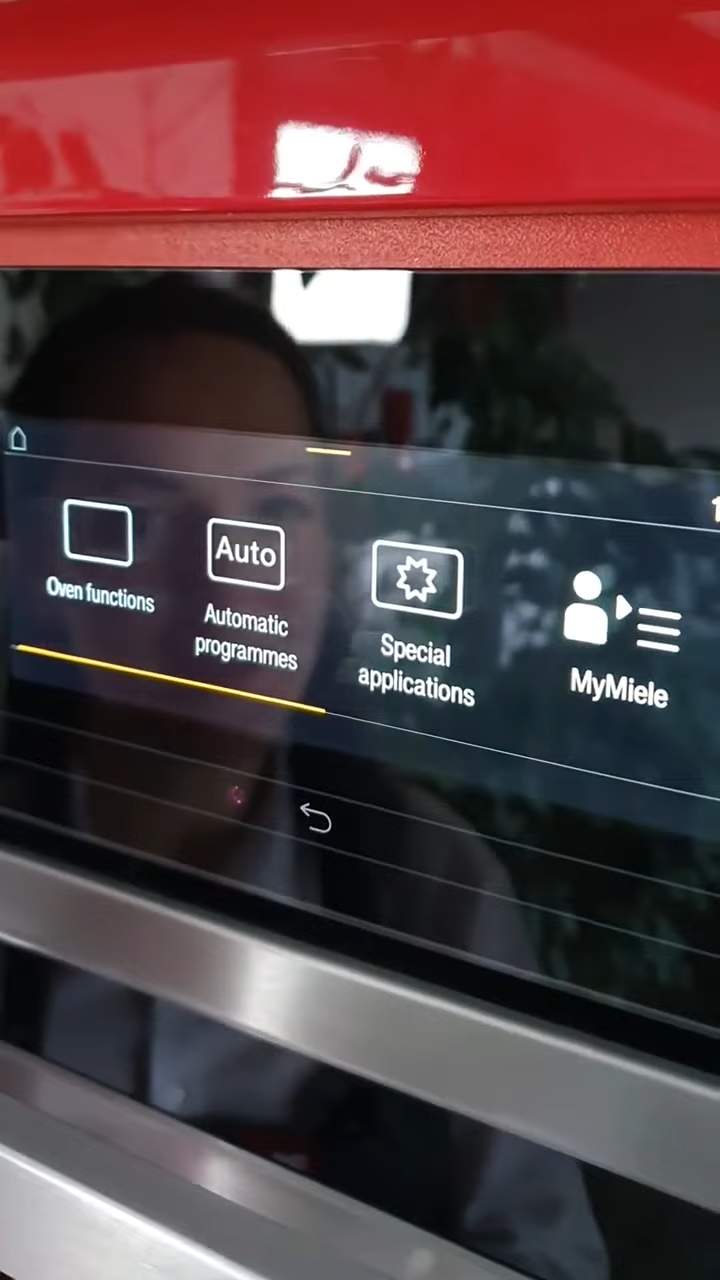 Oven functions
Auto
Automatic
programmes
Special
applications
MyMiele